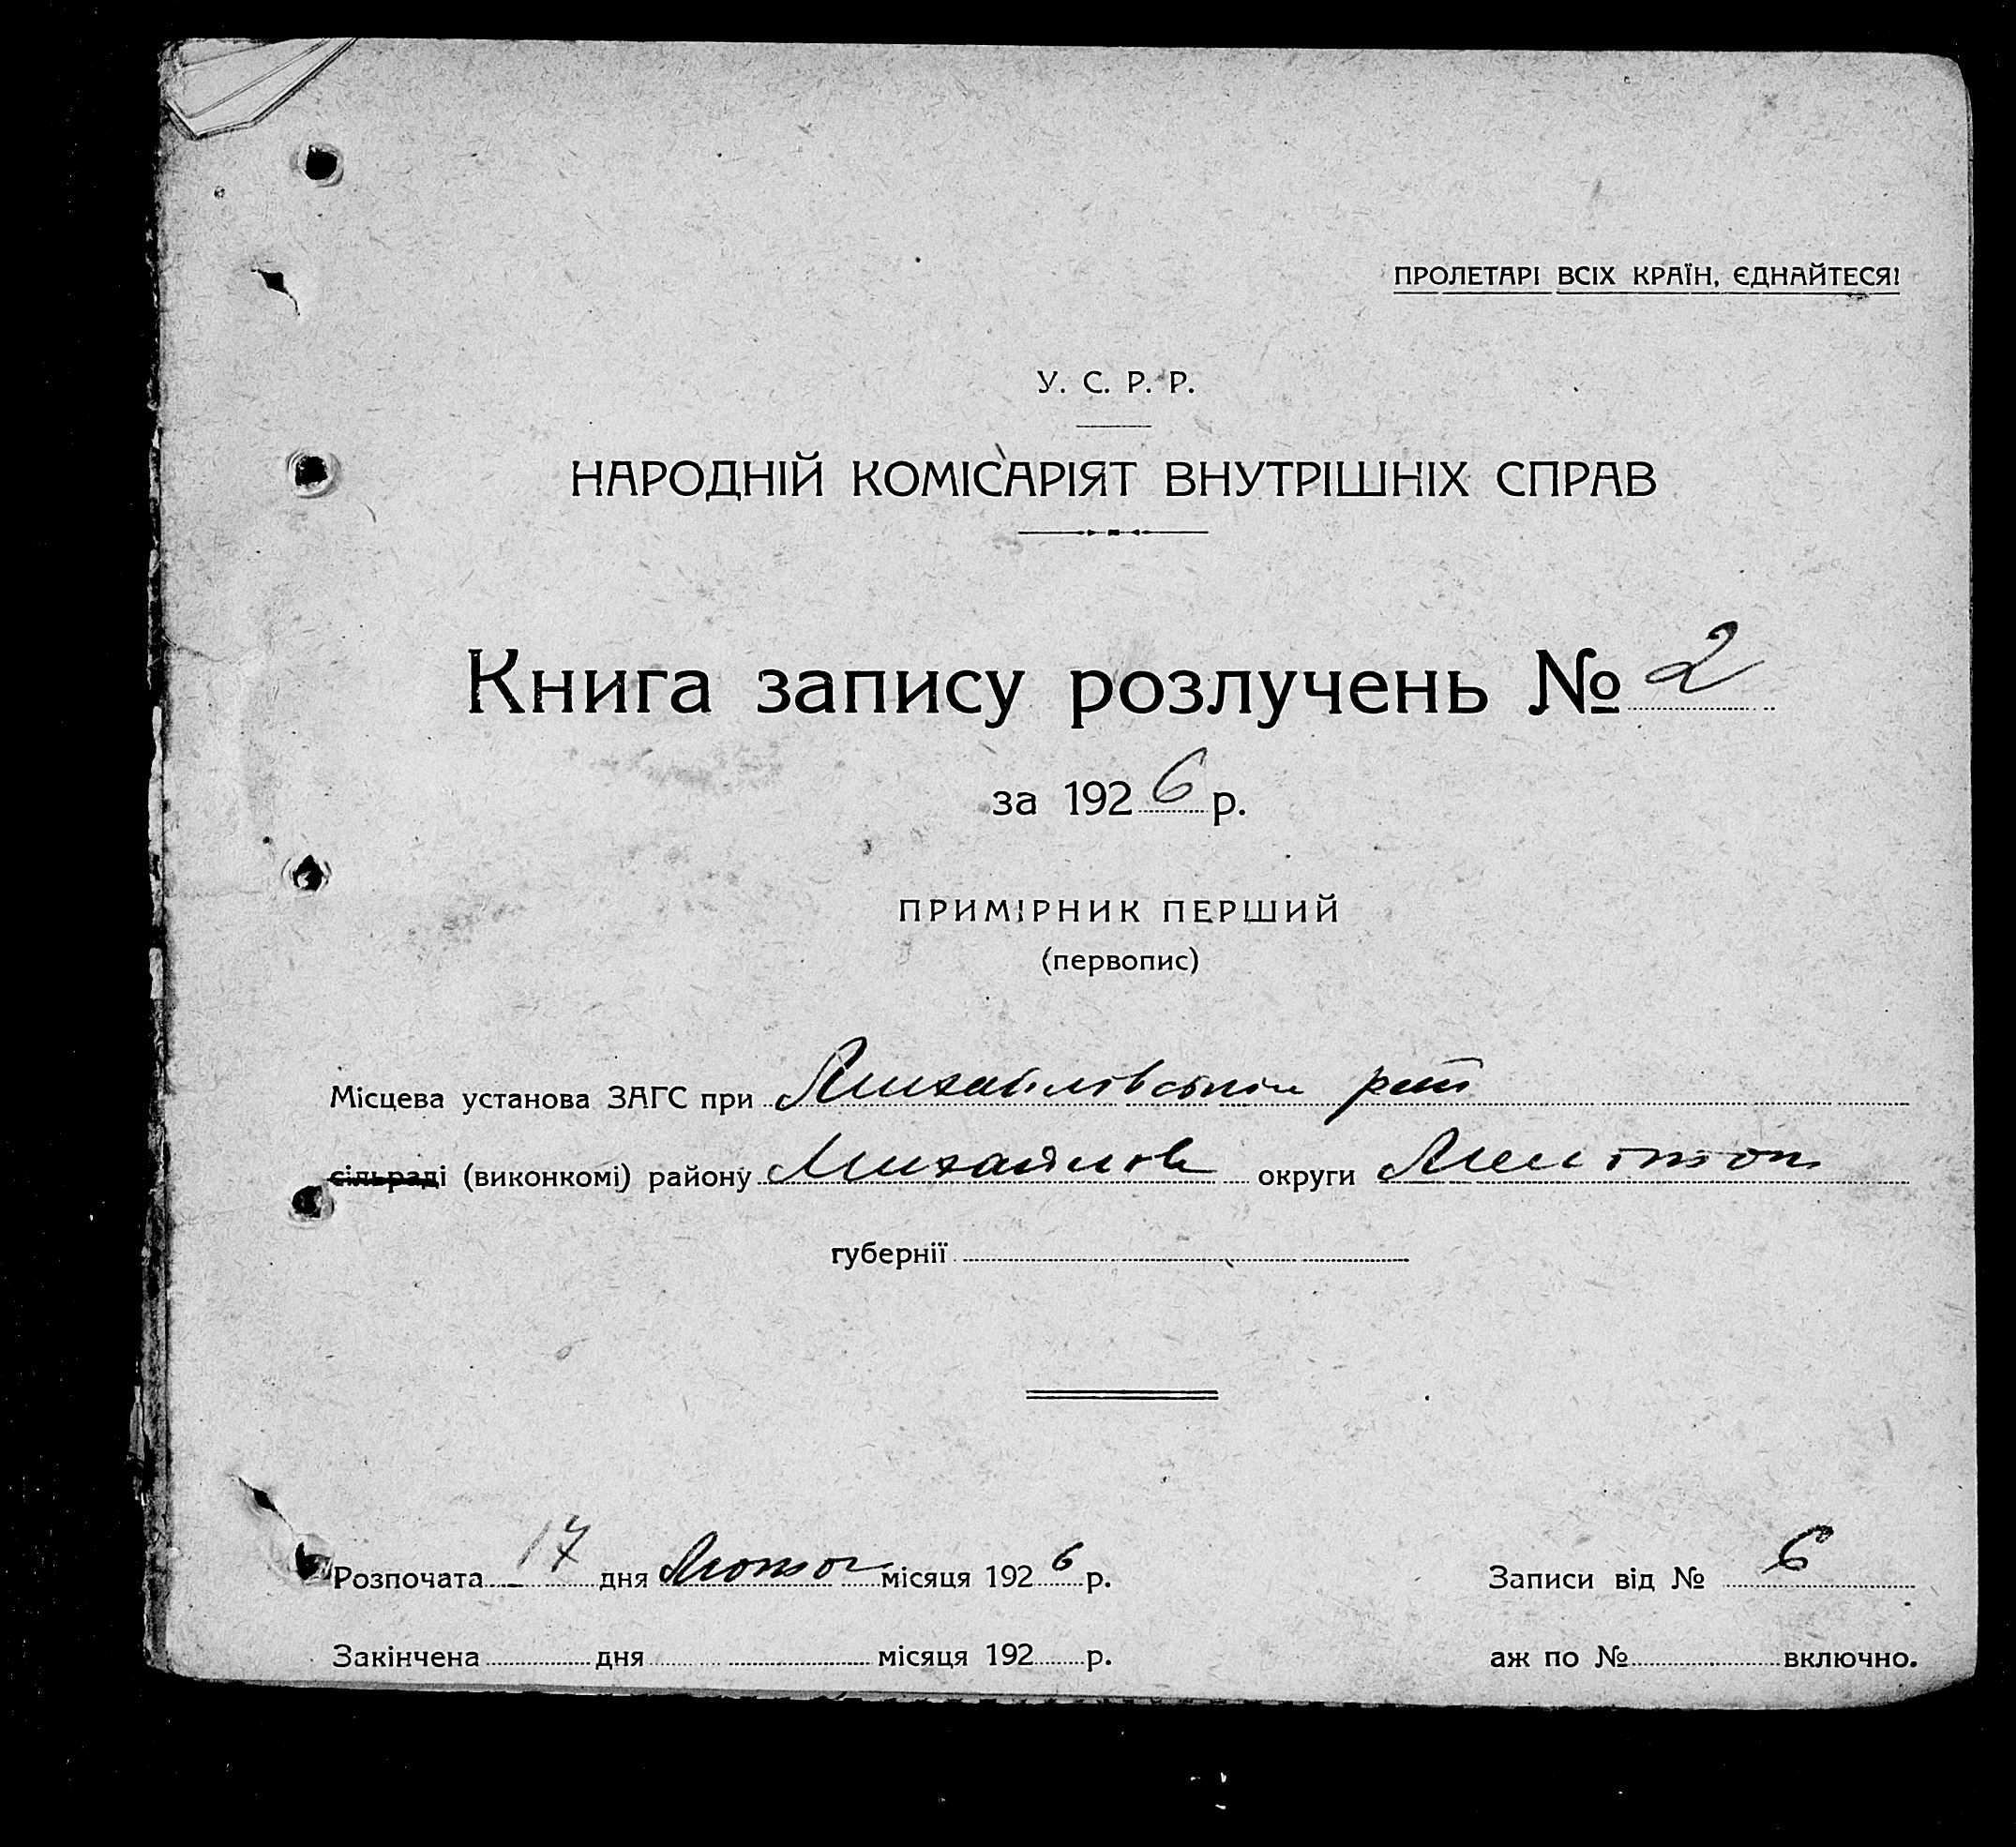 ПРОЛЕТАРІ ВСІХ КРАЇН, ЄДНАЙТЕСЯ!
У. С. Р. Р.
НАРОДНІЙ КОМІСАРІЯТ ВНУТРІШНІХ СПРАВ
Книга запису розлучень № 2
за 1926 р.
ПРИМІРНИК ПЕРШИЙ
(первопис)
Місцева установа ЗАГС при Михайлівськім рай
сільраді (виконкомі) району Михайлів округи Мелітоп
губернії
Розпочата 17 дня Лютого місяця 1926 р. Записи від № 6
Закінчена дня місяця 192 р. аж по № включно.